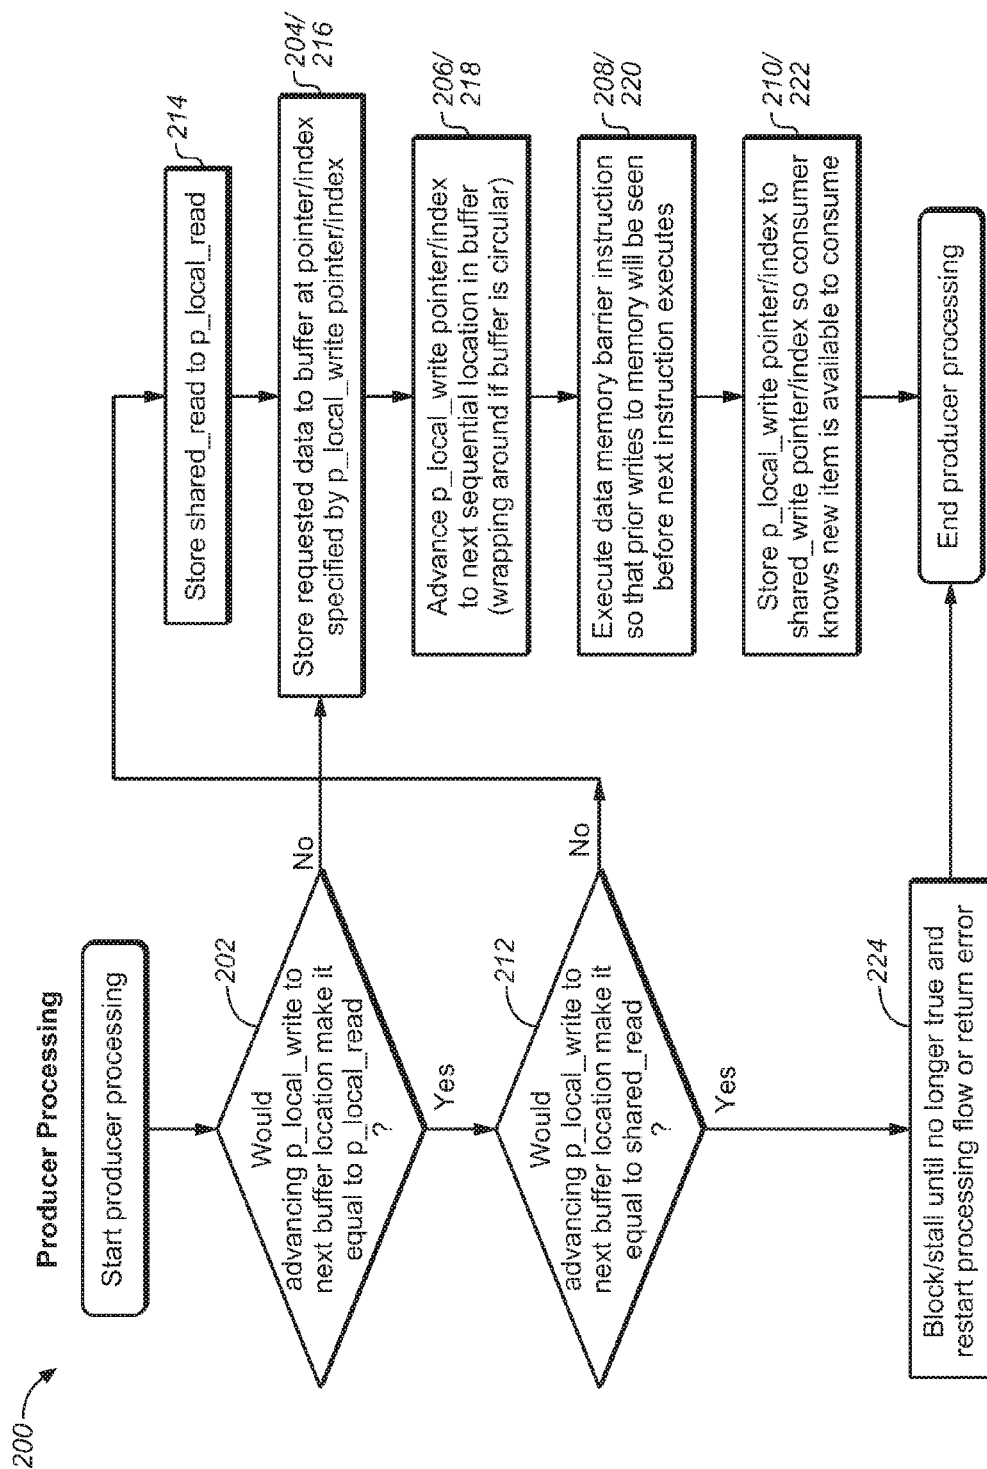 200
Producer Processing
Start producer processing
202
Would
advancing p_local_write to
next buffer location make it
equal to p_local_read
?
No
Yes
212
Would
advancing p_local_write to
next buffer location make it
equal to shared_read
?
No
Yes
224
Block/stall until no longer true and
restart processing flow or return error
214
Store shared_read to p_local_read
204/
216
Store requested data to buffer at pointer/index
specified by p_local_write pointer/index
206/
218
Advance p_local_write pointer/index
to next sequential location in buffer
(wrapping around if buffer is circular)
208/
220
Execute data memory barrier instruction
so that prior writes to memory will be seen
before next instruction executes
210/
222
Store p_local_write pointer/index to
shared_write pointer/index so consumer
knows new item is available to consume
End producer processing